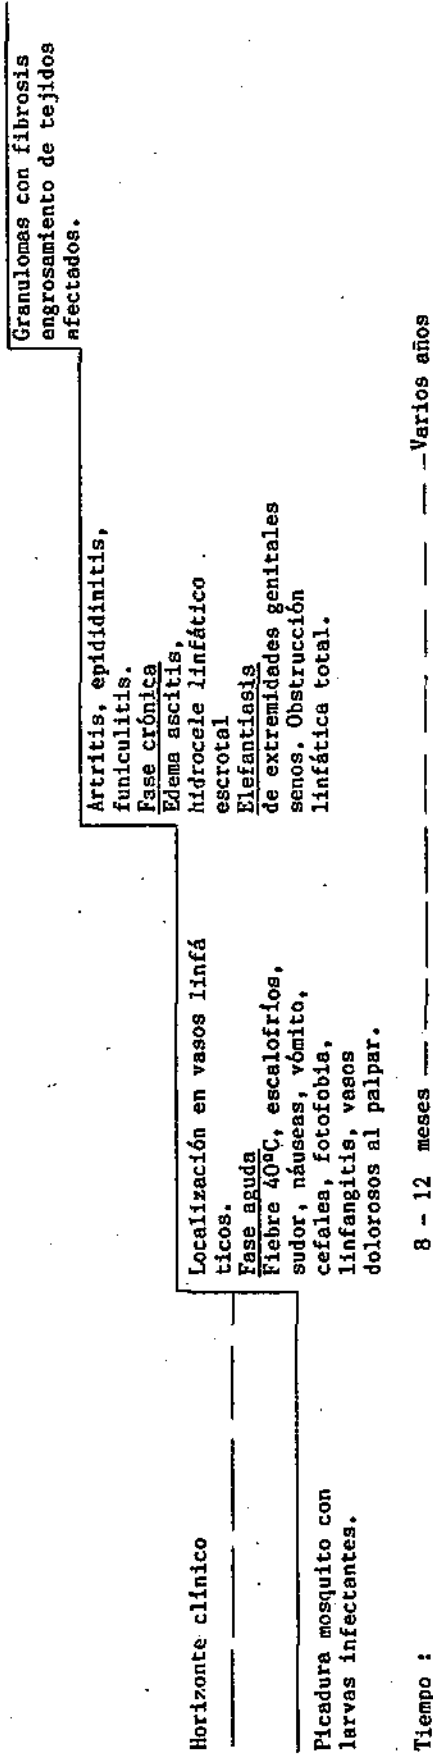 Horizonte clínico
Picadura mosquito con
larvas infectantes.
Localización en vasos linfá
ticos.
Fase aguda
Fiebre 40ºC, escalofríos,
sudor, náuseas, vómito,
cefalea, fotofobia,
linfangitis, vasos
dolorosos al palpar.
Artritis, epididinitis,
funiculitis.
Fase crónica
Edema ascitis,
hidrocele linfático
escrotal
Elefantiasis
de extremidades genitales
senos. Obstrucción
linfática total.
Granulomas con fibrosis
engrosamiento de tejidos
afectados.
Tiempo : 8 - 12 meses Varios años